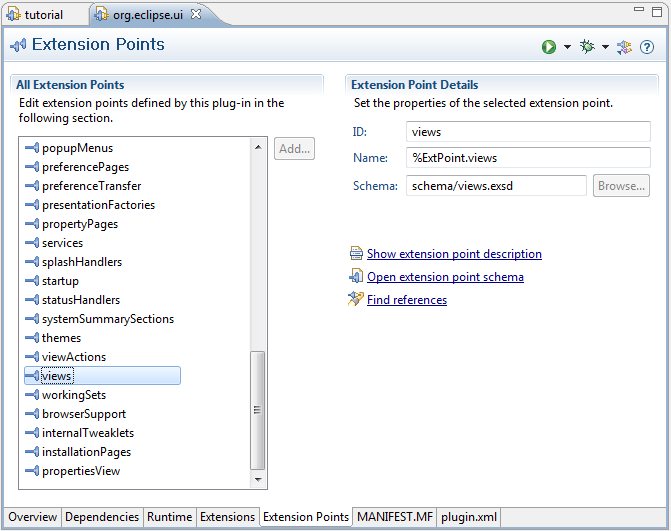 tutorial
org.eclipse.ui
Extension Points
All Extension Points
Edit extension points defined by this plug-in in the
following section.
popupMenus
preferencePages
preferenceTransfer
presentationFactories
propertyPages
services
splashHandlers
startup
statusHandlers
systemSummarySections
themes
viewActions
views
workingSets
browserSupport
internalTweaklets
installationPages
propertiesView
Add...
Extension Point Details
Set the properties of the selected extension point.
ID: views
Name: %ExtPoint.views
Schema: schema/views.exsd Browse...
Show extension point description
Open extension point schema
Find references
Overview Dependencies Runtime Extensions Extension Points MANIFEST.MF plugin.xml